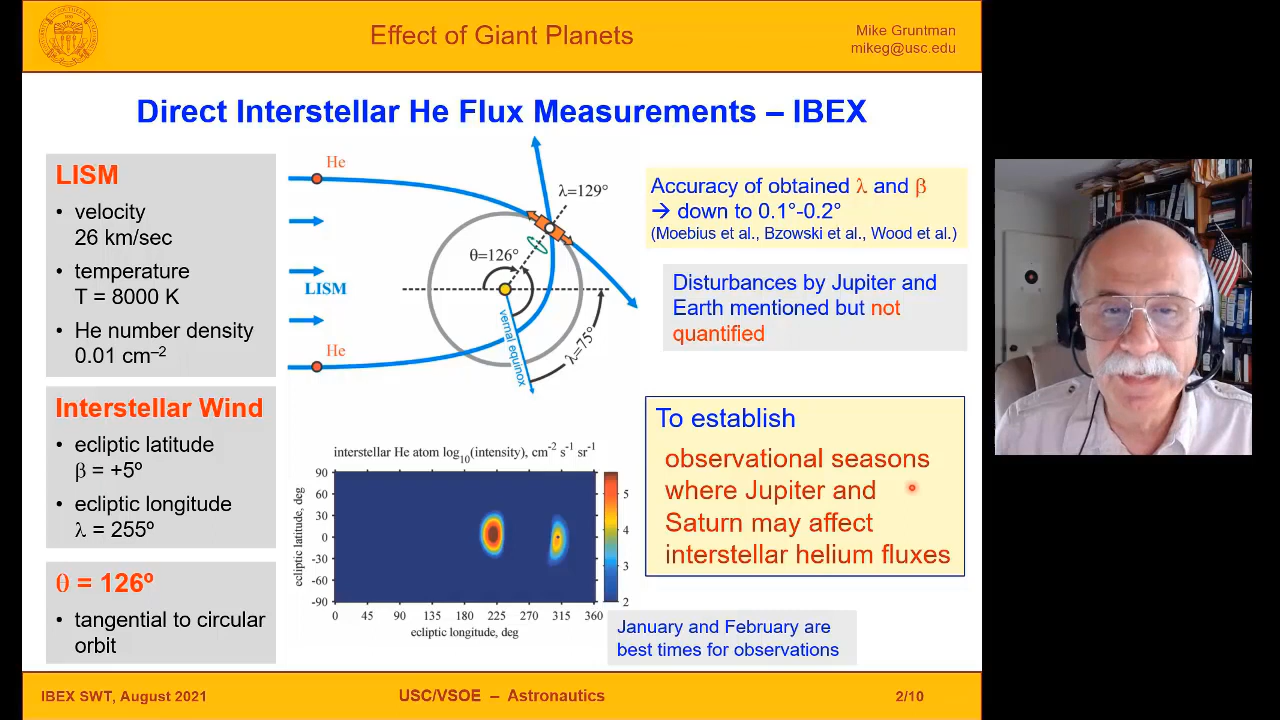 Effect of Giant Planets
Mike Gruntman
mikeg@usc.edu
Direct Interstellar He Flux Measurements – IBEX
LISM
• velocity
26 km/sec
• temperature
T = 8000 K
• He number density
0.01 cm⁻²
Interstellar Wind
• ecliptic latitude
β = +5º
• ecliptic longitude
λ = 255º
θ = 126º
• tangential to circular
orbit
He
λ=129°
θ=126°
LISM
vernal equinox
λ=75°
He
interstellar He atom log₁₀(intensity), cm⁻² s⁻¹ sr⁻¹
ecliptic latitude, deg
90
60
30
0
-30
-60
-90
0 45 90 135 180 225 270 315 360
ecliptic longitude, deg
5
4
3
2
Accuracy of obtained λ and β
→ down to 0.1°-0.2°
(Moebius et al., Bzowski et al., Wood et al.)
Disturbances by Jupiter and
Earth mentioned but not
quantified
To establish
observational seasons
where Jupiter and
Saturn may affect
interstellar helium fluxes
January and February are
best times for observations
IBEX SWT, August 2021
USC/VSOE – Astronautics
2/10